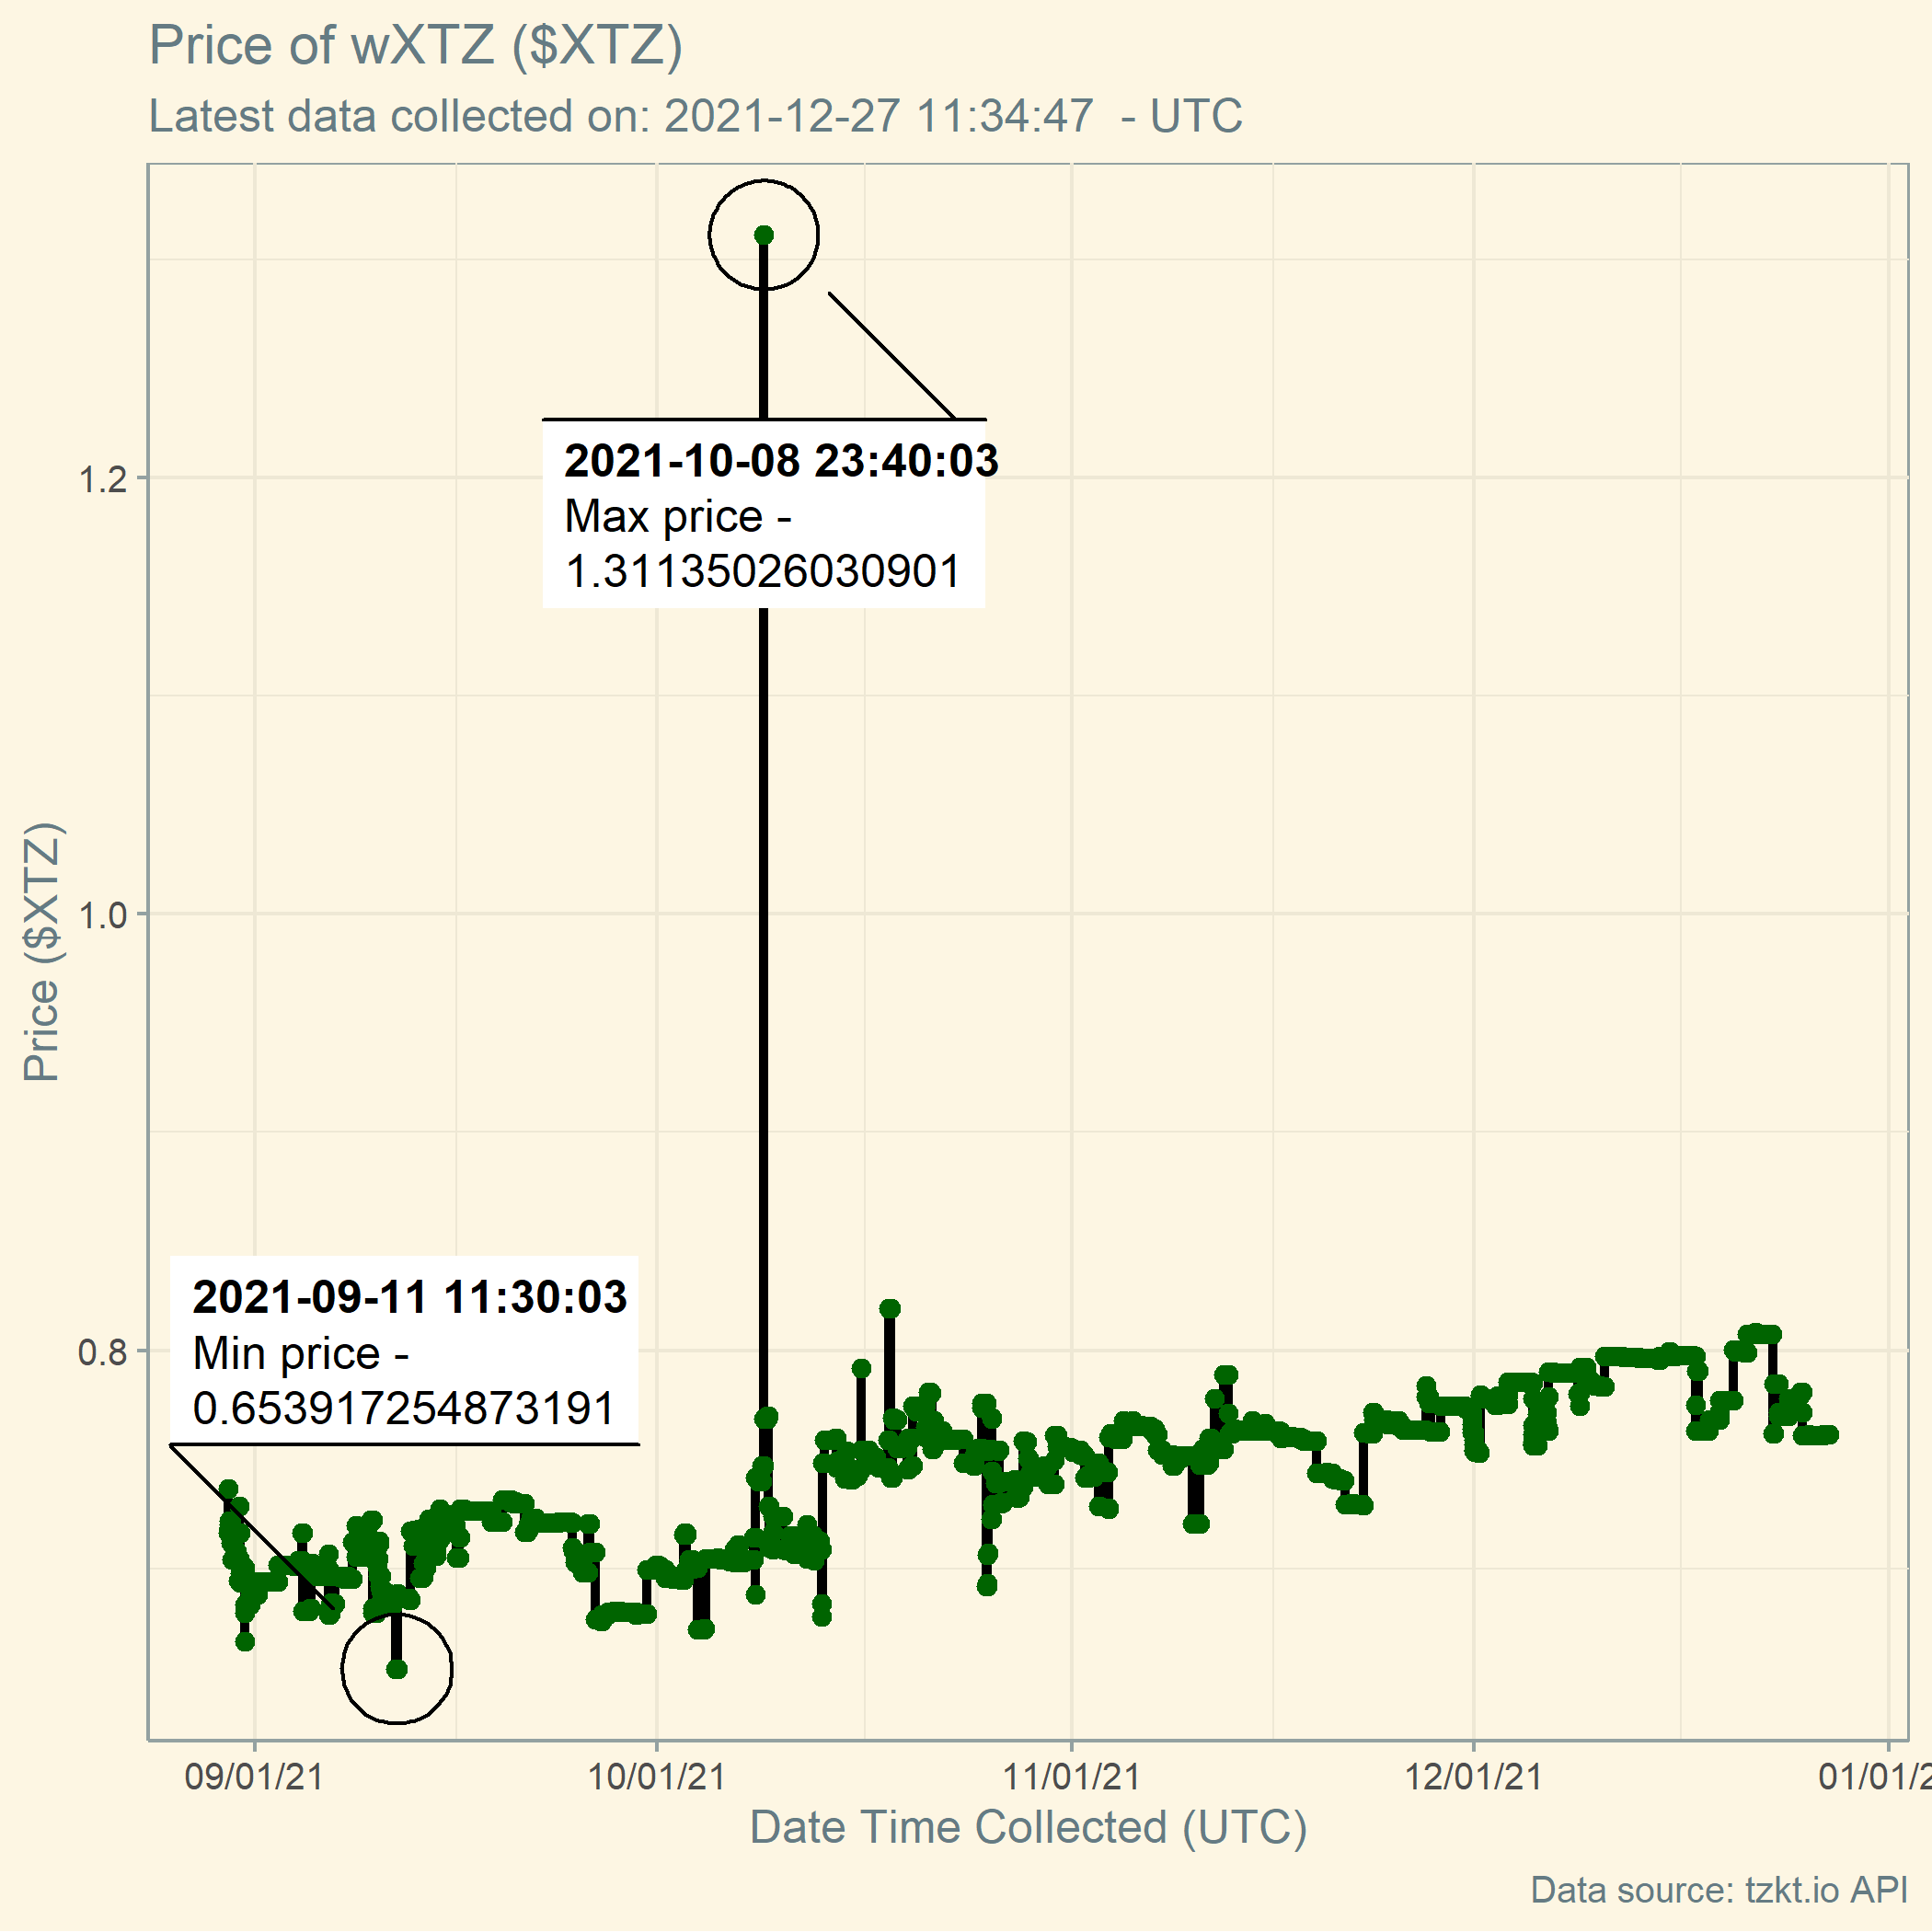 Price of wXTZ ($XTZ)
Latest data collected on: 2021-12-27 11:34:47  - UTC
2021-10-08 23:40:03
Max price -
1.31135026030901
1.2
1.0
Price ($XTZ)
2021-09-11 11:30:03
Min price -
0.653917254873191
0.8
09/01/21
10/01/21
11/01/21
12/01/21
01/01/2
Date Time Collected (UTC)
Data source: tzkt.io API